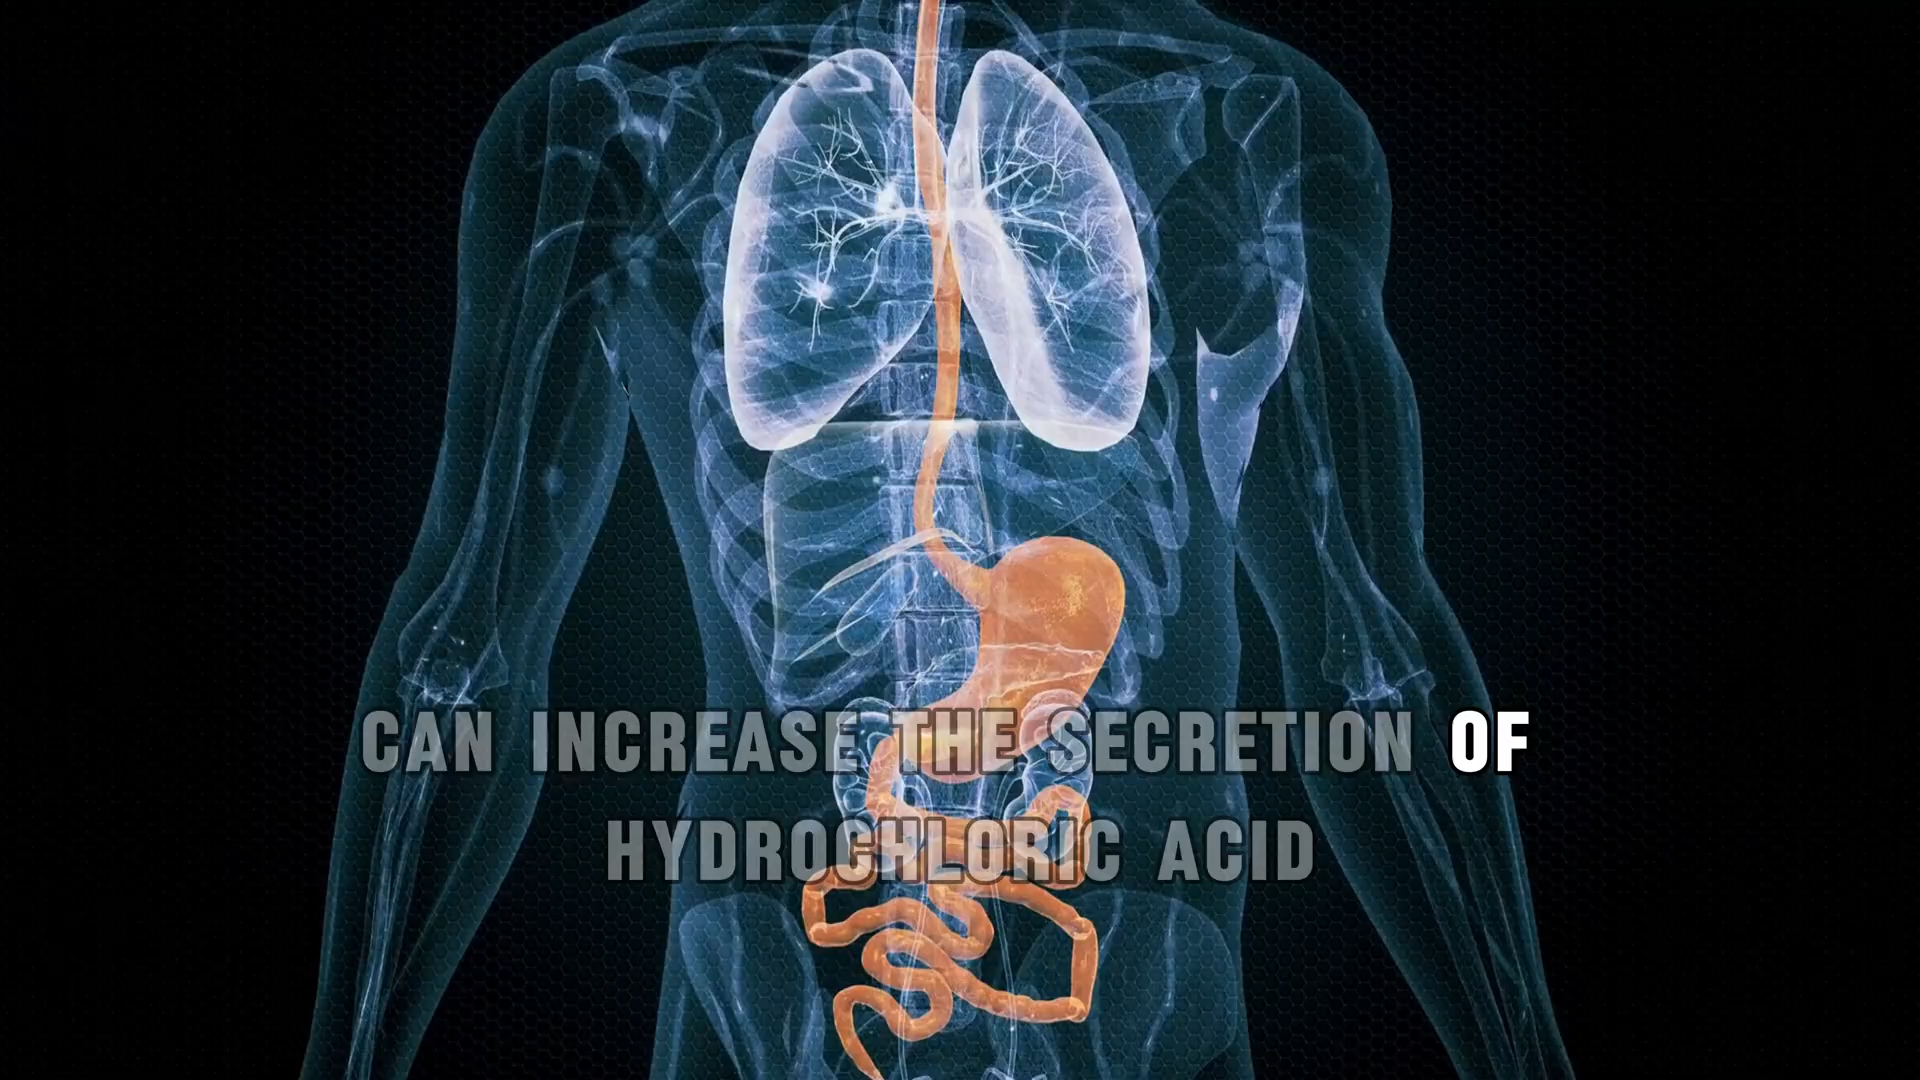 CAN INCREASE THE SECRETION OF
HYDROCHLORIC ACID